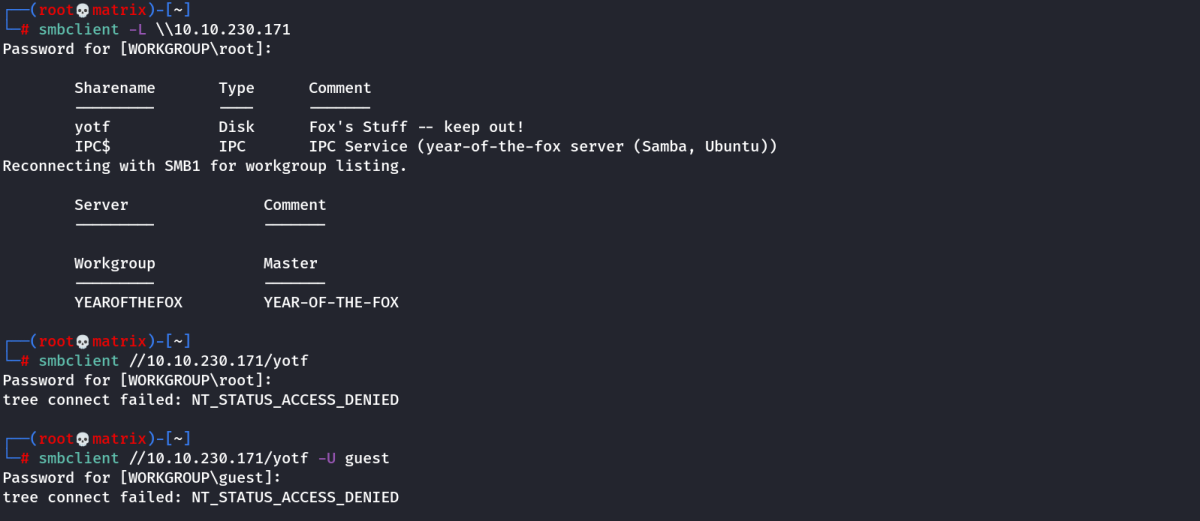 ┌──(root💀matrix)-[~]
└─# smbclient -L \\10.10.230.171
Password for [WORKGROUP\root]:
Sharename Type Comment
--------- ---- -------
yotf Disk Fox's Stuff -- keep out!
IPC$ IPC IPC Service (year-of-the-fox server (Samba, Ubuntu))
Reconnecting with SMB1 for workgroup listing.
Server Comment
--------- -------
Workgroup Master
--------- -------
YEAROFTHEFOX YEAR-OF-THE-FOX
┌──(root💀matrix)-[~]
└─# smbclient //10.10.230.171/yotf
Password for [WORKGROUP\root]:
tree connect failed: NT_STATUS_ACCESS_DENIED
┌──(root💀matrix)-[~]
└─# smbclient //10.10.230.171/yotf -U guest
Password for [WORKGROUP\guest]:
tree connect failed: NT_STATUS_ACCESS_DENIED